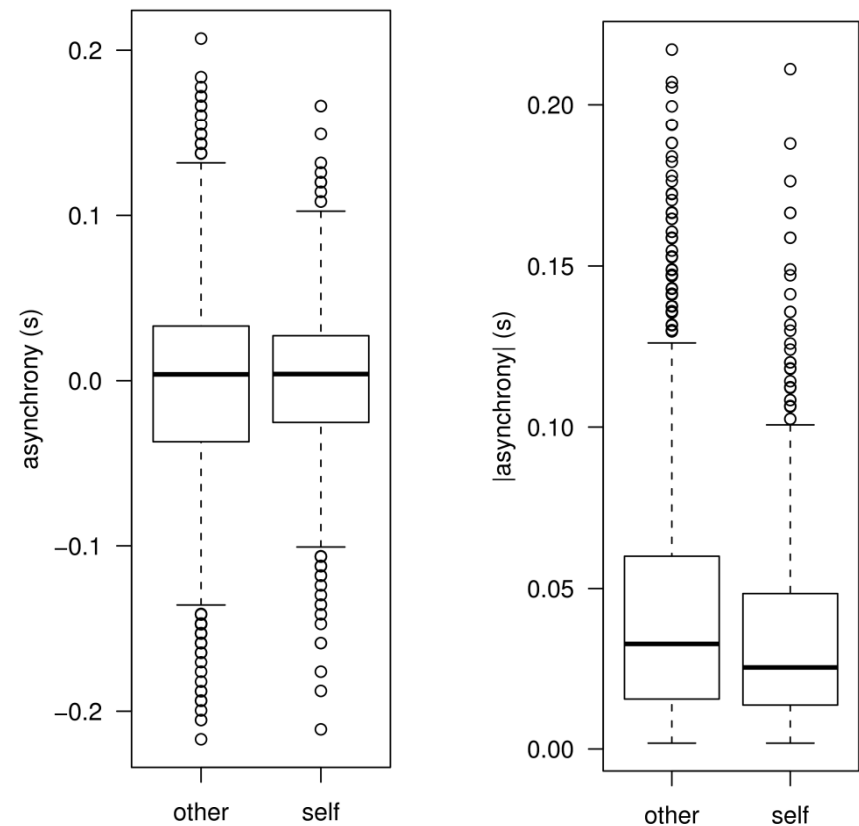 asynchrony (s)
0.2
0.1
0.0
−0.1
−0.2
other self
|asynchrony| (s)
0.20
0.15
0.10
0.05
0.00
other self